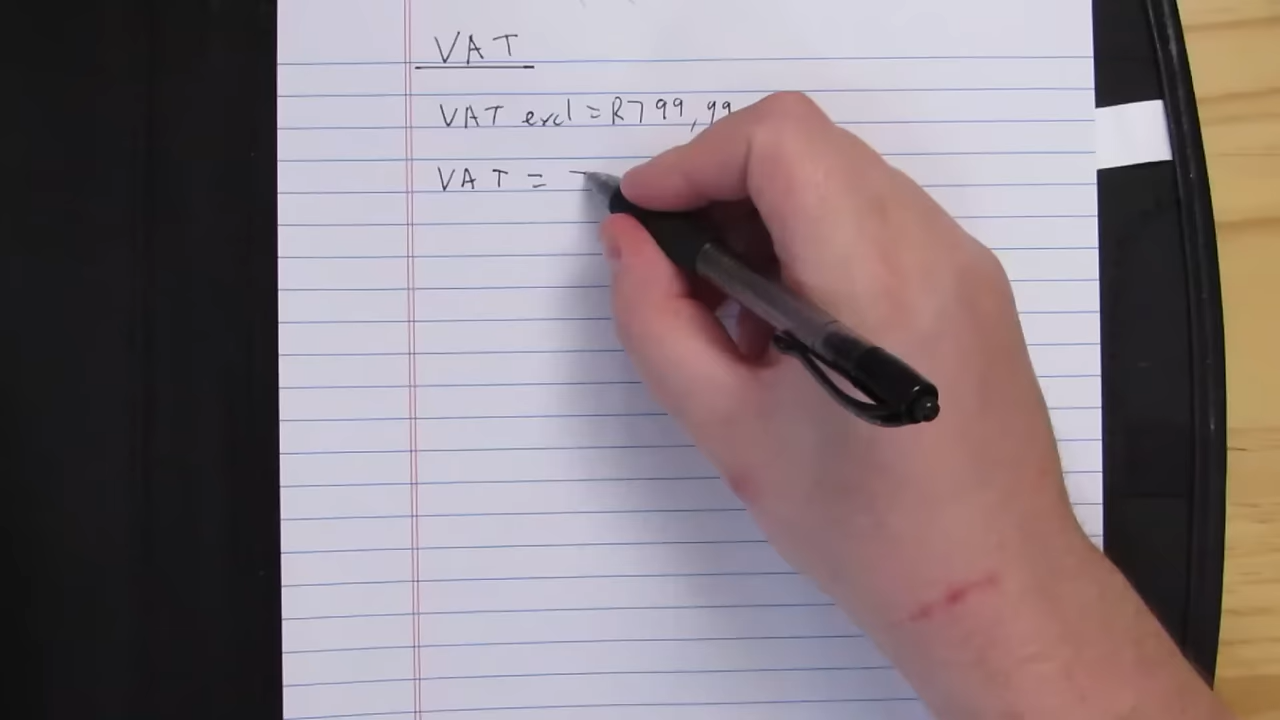 VAT
VAT excl = R799,99
VAT =